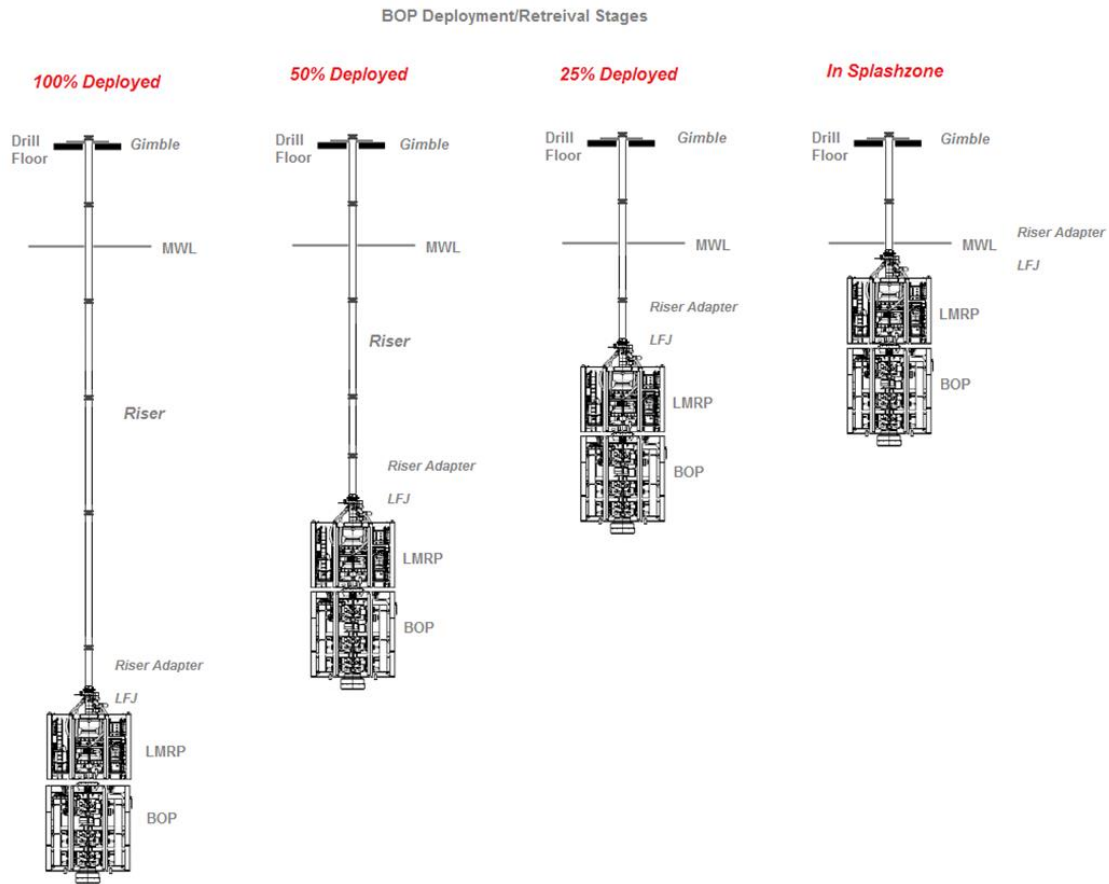 BOP Deployment/Retreival Stages
100% Deployed
Drill
Floor
Gimble
MWL
Riser
Riser Adapter
LFJ
LMRP
BOP
50% Deployed
Drill
Floor
Gimble
MWL
Riser
Riser Adapter
LFJ
LMRP
BOP
25% Deployed
Drill
Floor
Gimble
MWL
Riser Adapter
LFJ
LMRP
BOP
In Splashzone
Drill
Floor
Gimble
MWL
Riser Adapter
LFJ
LMRP
BOP